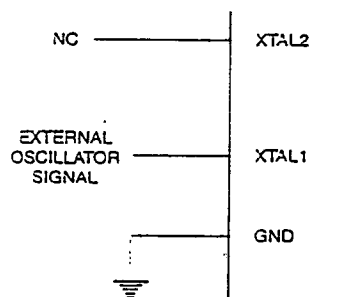 NC XTAL2
EXTERNAL
OSCILLATOR XTAL1
SIGNAL
GND